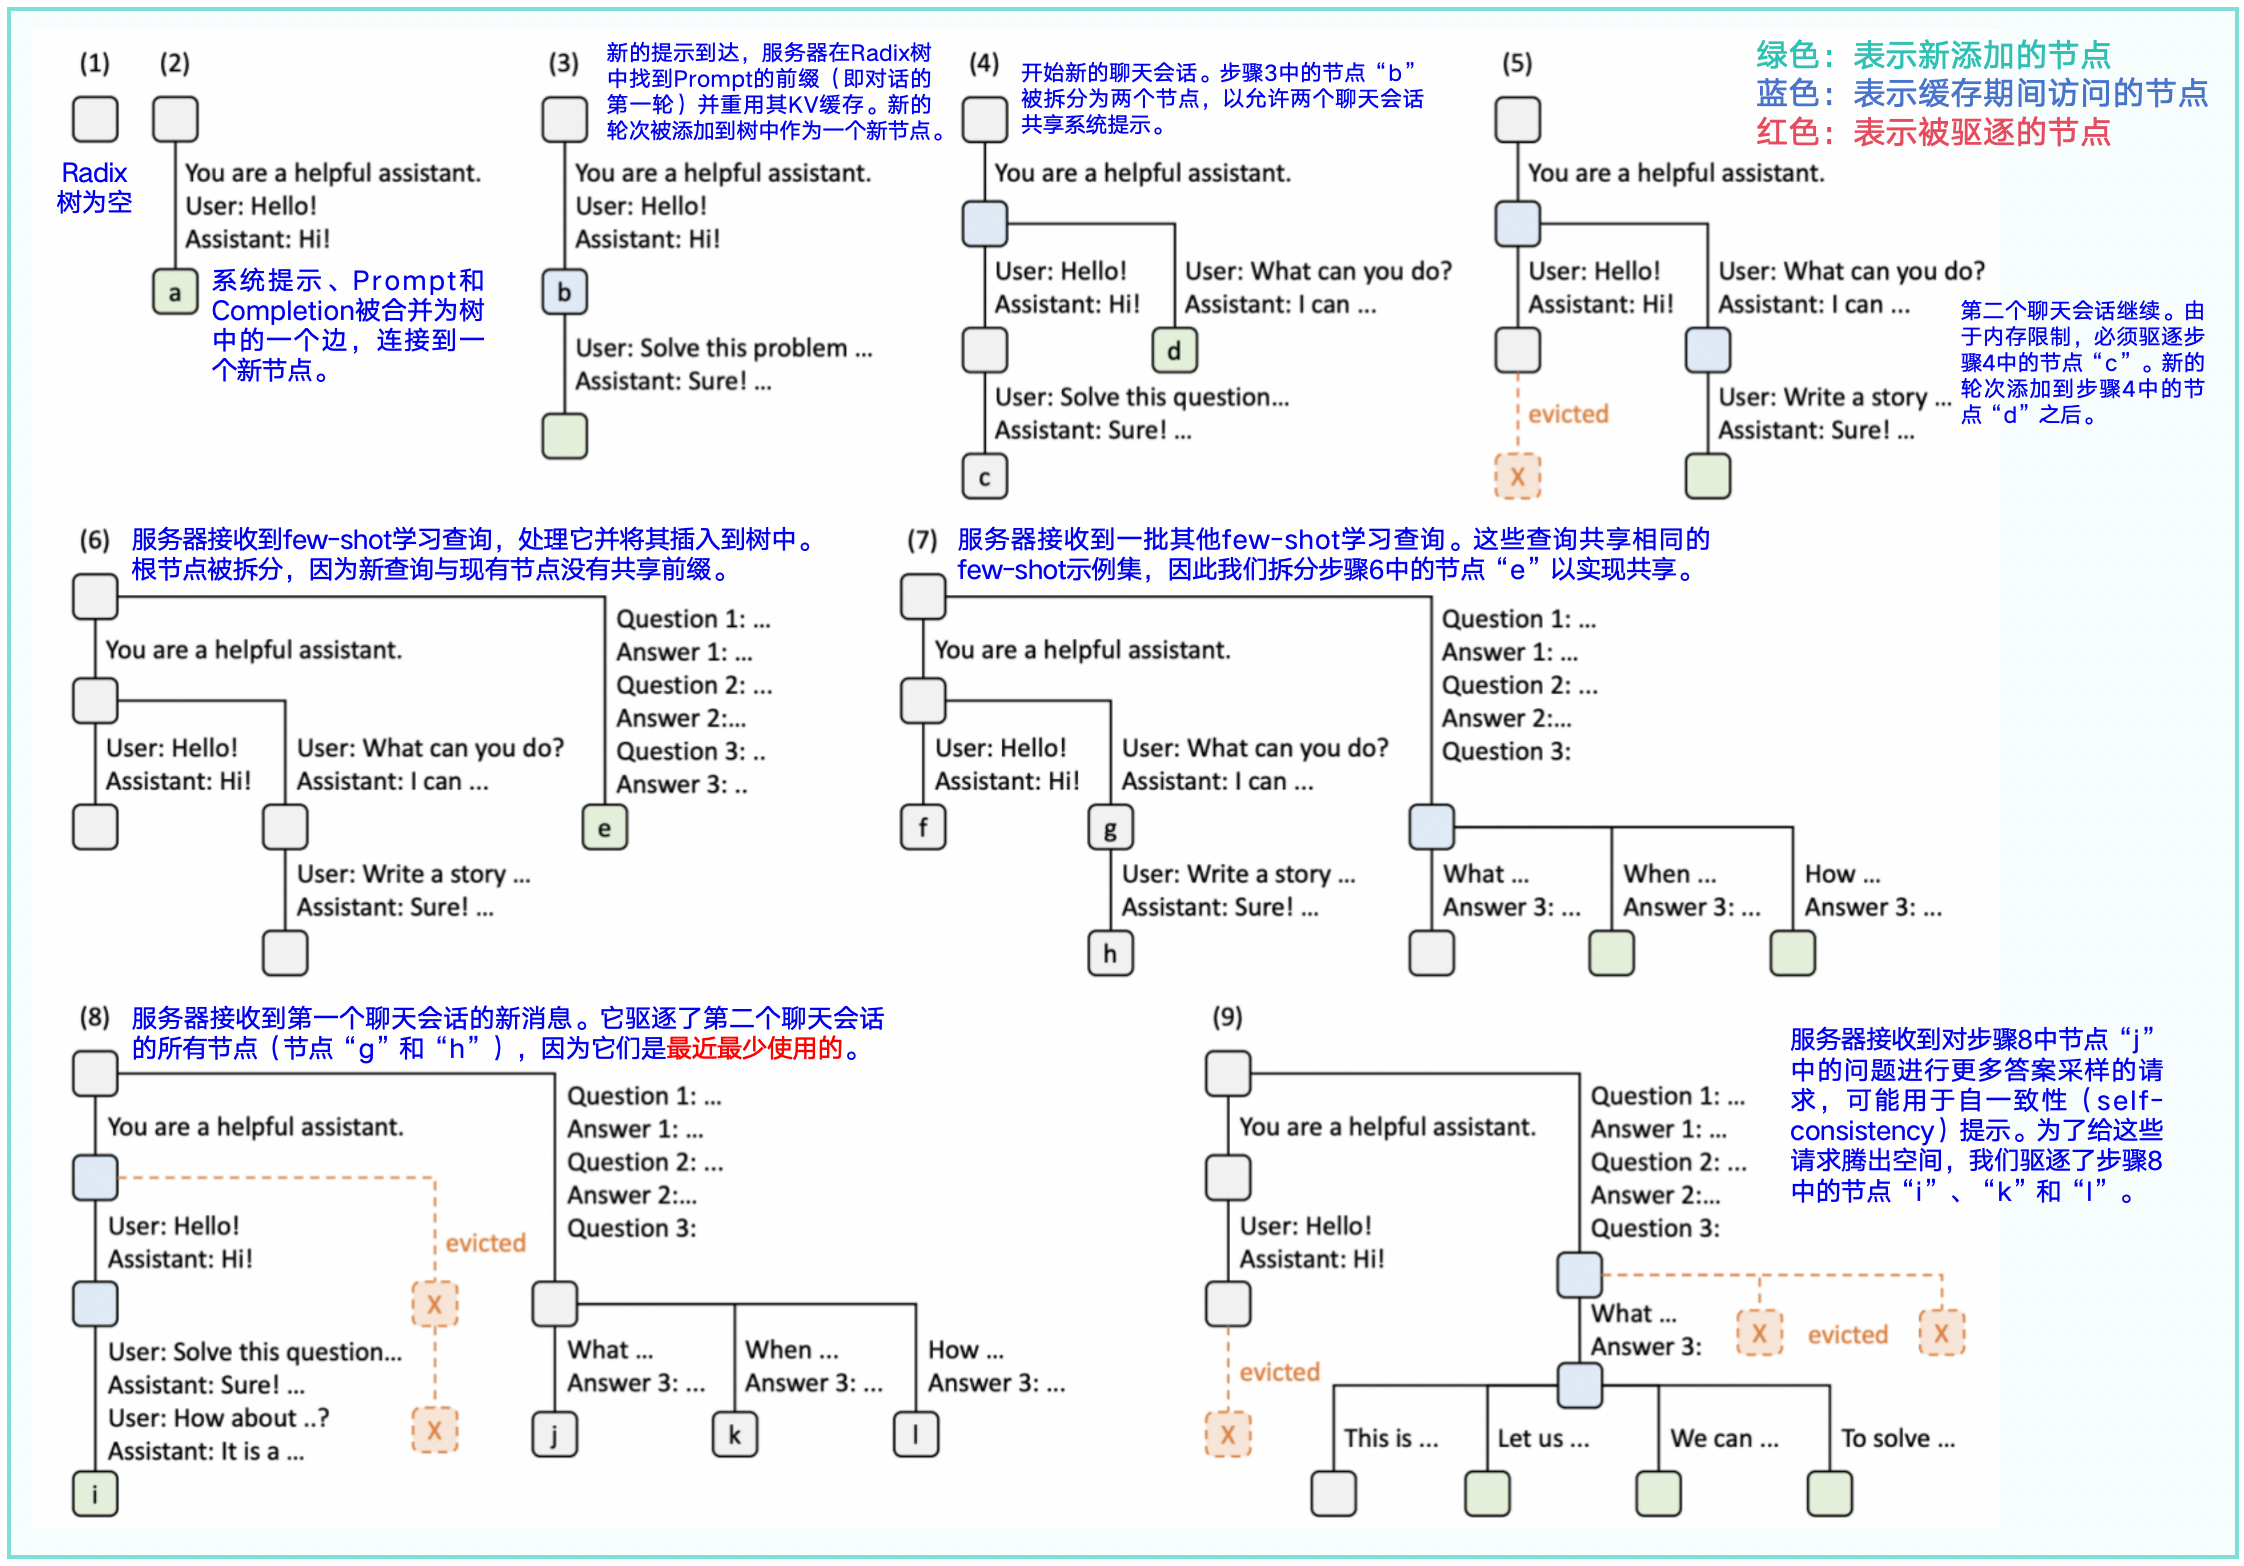 (1)
Radix
树为空
(2)
You are a helpful assistant.
User: Hello!
Assistant: Hi!
a
系统提示、Prompt和
Completion被合并为树
中的一个边，连接到一
个新节点。
(3)
新的提示到达，服务器在Radix树
中找到Prompt的前缀（即对话的
第一轮）并重用其KV缓存。新的
轮次被添加到树中作为一个新节点。
You are a helpful assistant.
User: Hello!
Assistant: Hi!
b
User: Solve this problem ...
Assistant: Sure! ...
(4)
开始新的聊天会话。步骤3中的节点“b”
被拆分为两个节点，以允许两个聊天会话
共享系统提示。
You are a helpful assistant.
User: Hello!
Assistant: Hi!
User: What can you do?
Assistant: I can ...
d
User: Solve this question...
Assistant: Sure! ...
c
(5)
绿色：表示新添加的节点
蓝色：表示缓存期间访问的节点
红色：表示被驱逐的节点
You are a helpful assistant.
User: Hello!
Assistant: Hi!
User: What can you do?
Assistant: I can ...
evicted
X
User: Write a story ...
Assistant: Sure! ...
第二个聊天会话继续。由
于内存限制，必须驱逐步
骤4中的节点“c”。新的
轮次添加到步骤4中的节
点“d”之后。
(6)
服务器接收到few-shot学习查询，处理它并将其插入到树中。
根节点被拆分，因为新查询与现有节点没有共享前缀。
You are a helpful assistant.
User: Hello!
Assistant: Hi!
User: What can you do?
Assistant: I can ...
User: Write a story ...
Assistant: Sure! ...
Question 1: ...
Answer 1: ...
Question 2: ...
Answer 2:...
Question 3: ..
Answer 3: ..
e
(7)
服务器接收到一批其他few-shot学习查询。这些查询共享相同的
few-shot示例集，因此我们拆分步骤6中的节点“e”以实现共享。
You are a helpful assistant.
User: Hello!
Assistant: Hi!
f
User: What can you do?
Assistant: I can ...
g
User: Write a story ...
Assistant: Sure! ...
h
Question 1: ...
Answer 1: ...
Question 2: ...
Answer 2:...
Question 3:
What ...
Answer 3: ...
When ...
Answer 3: ...
How ...
Answer 3: ...
(8)
服务器接收到第一个聊天会话的新消息。它驱逐了第二个聊天会话
的所有节点（节点“g”和“h”），因为它们是最近最少使用的。
You are a helpful assistant.
User: Hello!
Assistant: Hi!
evicted
X
X
User: Solve this question...
Assistant: Sure! ...
User: How about ..?
Assistant: It is a ...
i
Question 1: ...
Answer 1: ...
Question 2: ...
Answer 2:...
Question 3:
What ...
Answer 3: ...
j
When ...
Answer 3: ...
k
How ...
Answer 3: ...
l
(9)
服务器接收到对步骤8中节点“j”
中的问题进行更多答案采样的请
求，可能用于自一致性（self-
consistency）提示。为了给这些
请求腾出空间，我们驱逐了步骤8
中的节点“i”、“k”和“l”。
You are a helpful assistant.
User: Hello!
Assistant: Hi!
evicted
X
Question 1: ...
Answer 1: ...
Question 2: ...
Answer 2:...
Question 3:
What ...
Answer 3:
X
evicted
X
This is ...
Let us ...
We can ...
To solve ...